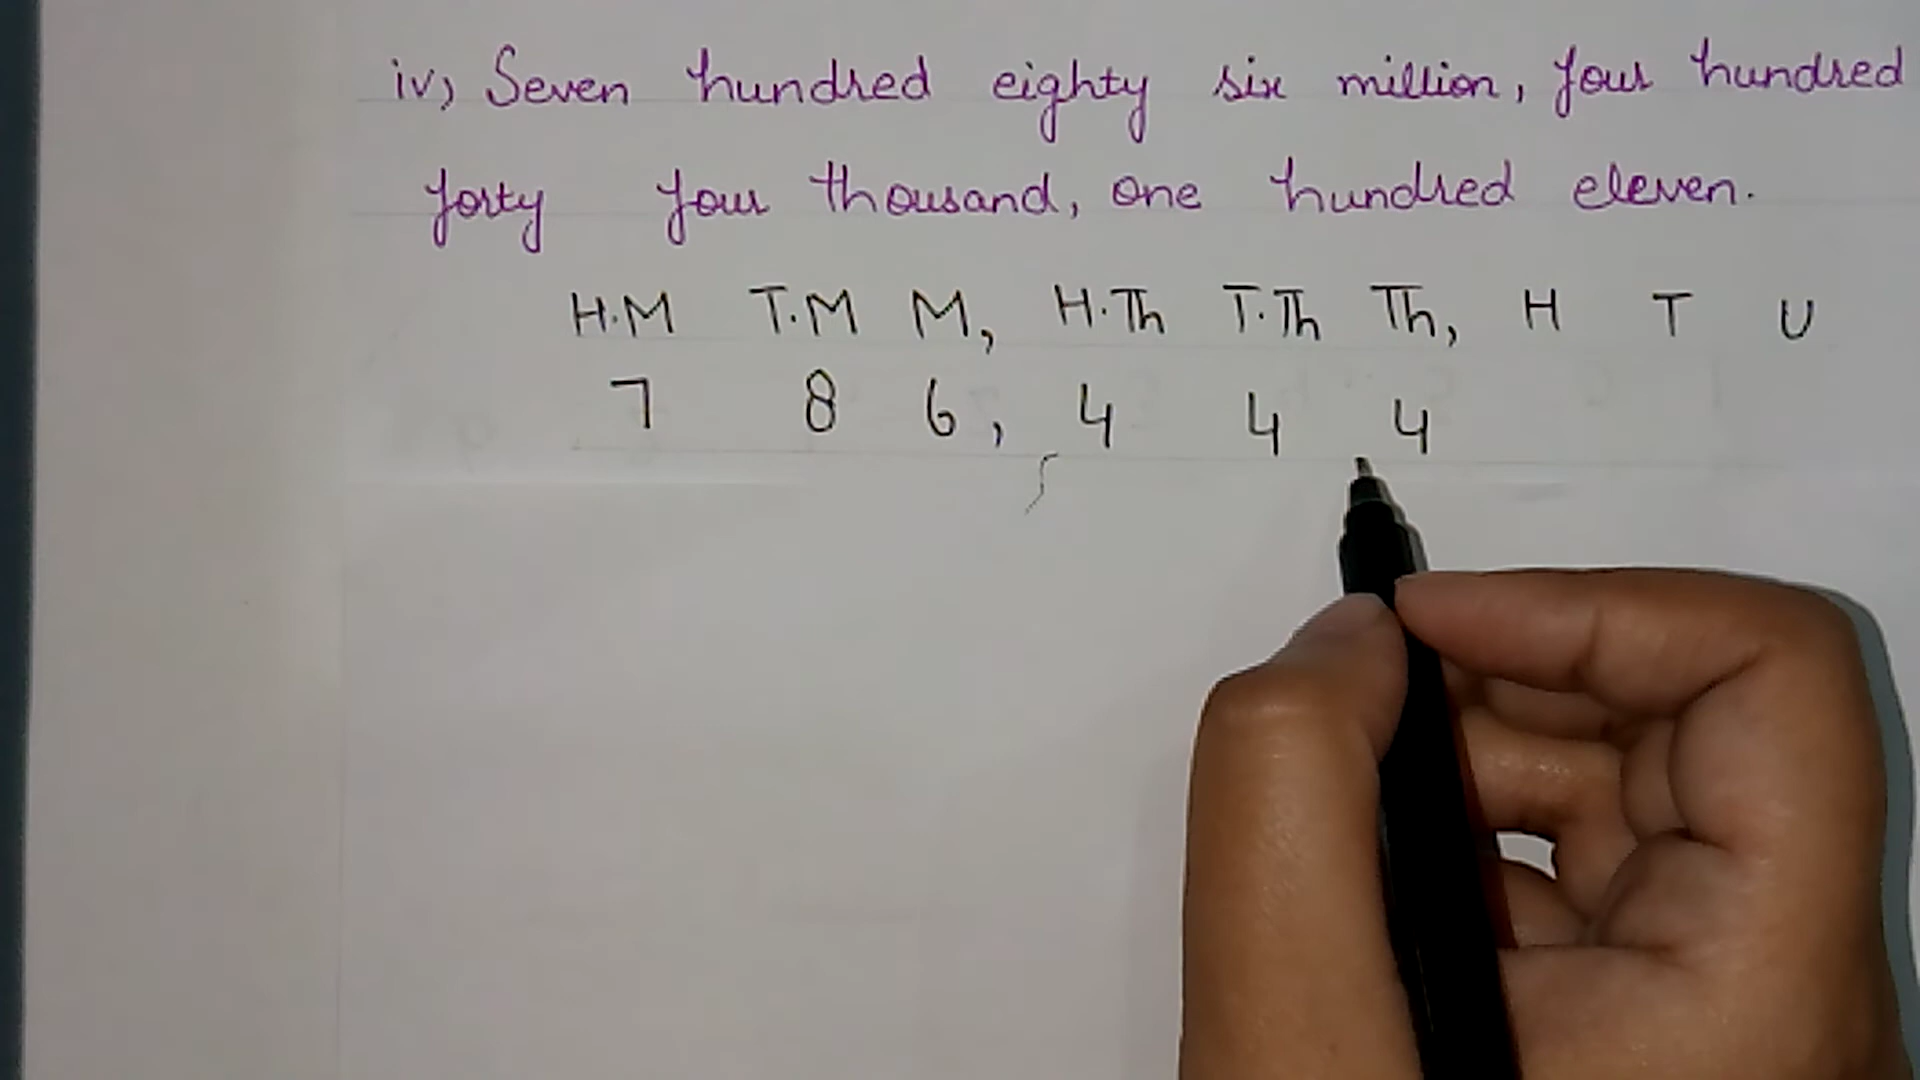 iv) Seven hundred eighty six million, four hundred
forty four thousand, one hundred eleven.
H.M T.M M, H.Th T.Th Th, H T U
7 8 6, 4 4 4